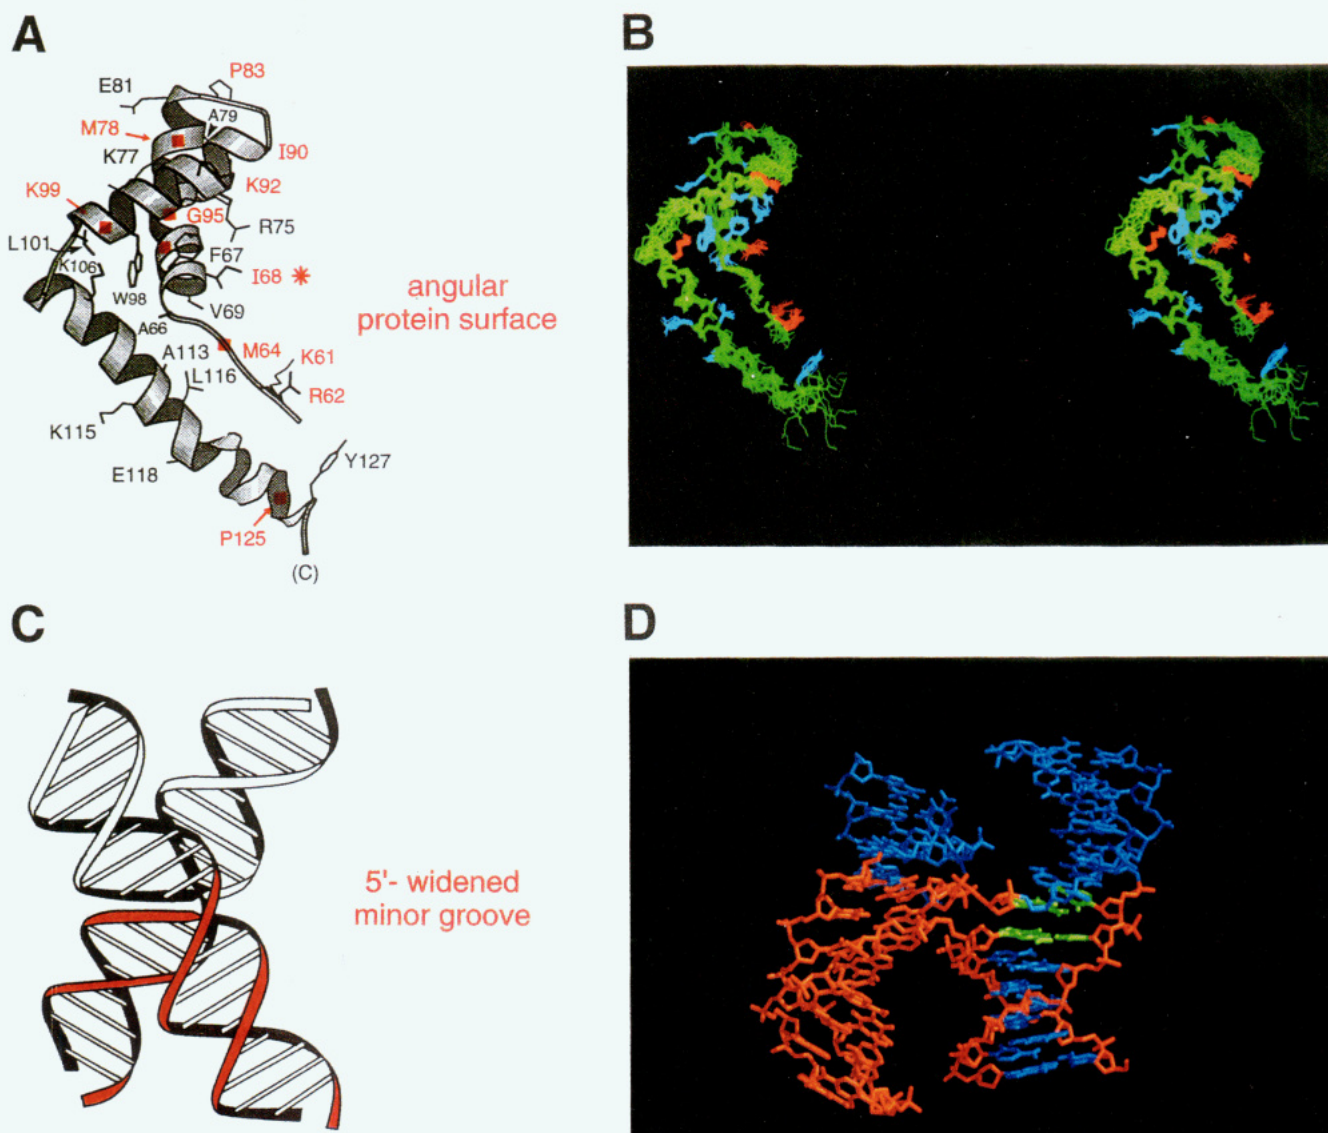 A
B
P83
E81
A79
M78
K77
I90
K99
K92
G95
R75
L101
F67
K106
I68 *
W98
V69
A66
angular
protein surface
M64
K61
A113
L116
R62
K115
E118
Y127
P125
(C)
C
D
5'- widened
minor groove